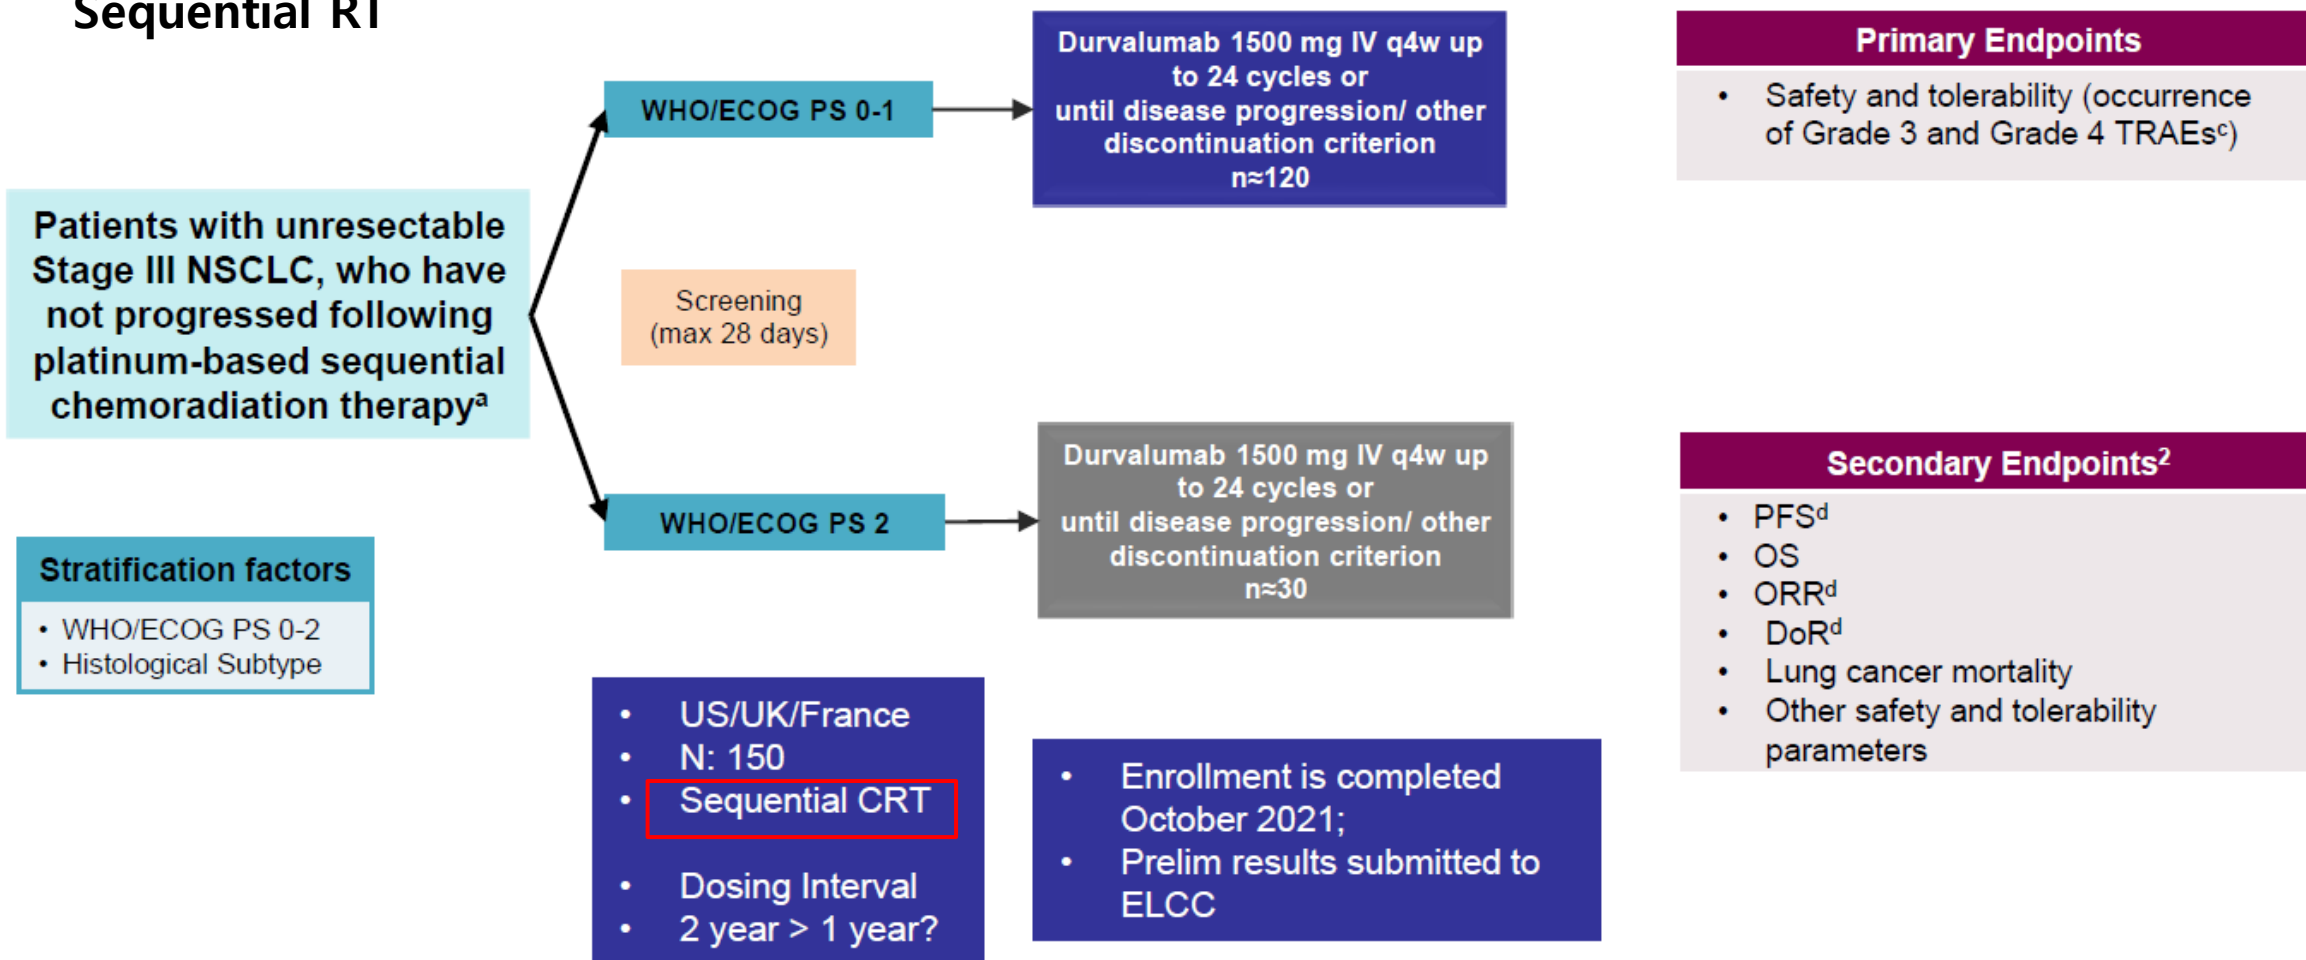 Sequential RT
Patients with unresectable
Stage III NSCLC, who have
not progressed following
platinum-based sequential
chemoradiation therapyᵃ
Stratification factors
• WHO/ECOG PS 0-2
• Histological Subtype
WHO/ECOG PS 0-1
Screening
(max 28 days)
WHO/ECOG PS 2
Durvalumab 1500 mg IV q4w up
to 24 cycles or
until disease progression/ other
discontinuation criterion
n≈120
Durvalumab 1500 mg IV q4w up
to 24 cycles or
until disease progression/ other
discontinuation criterion
n≈30
• US/UK/France
• N: 150
• Sequential CRT
• Dosing Interval
• 2 year > 1 year?
• Enrollment is completed
October 2021;
• Prelim results submitted to
ELCC
Primary Endpoints
• Safety and tolerability (occurrence
of Grade 3 and Grade 4 TRAEsᶜ)
Secondary Endpoints²
• PFSᵈ
• OS
• ORRᵈ
• DoRᵈ
• Lung cancer mortality
• Other safety and tolerability
parameters